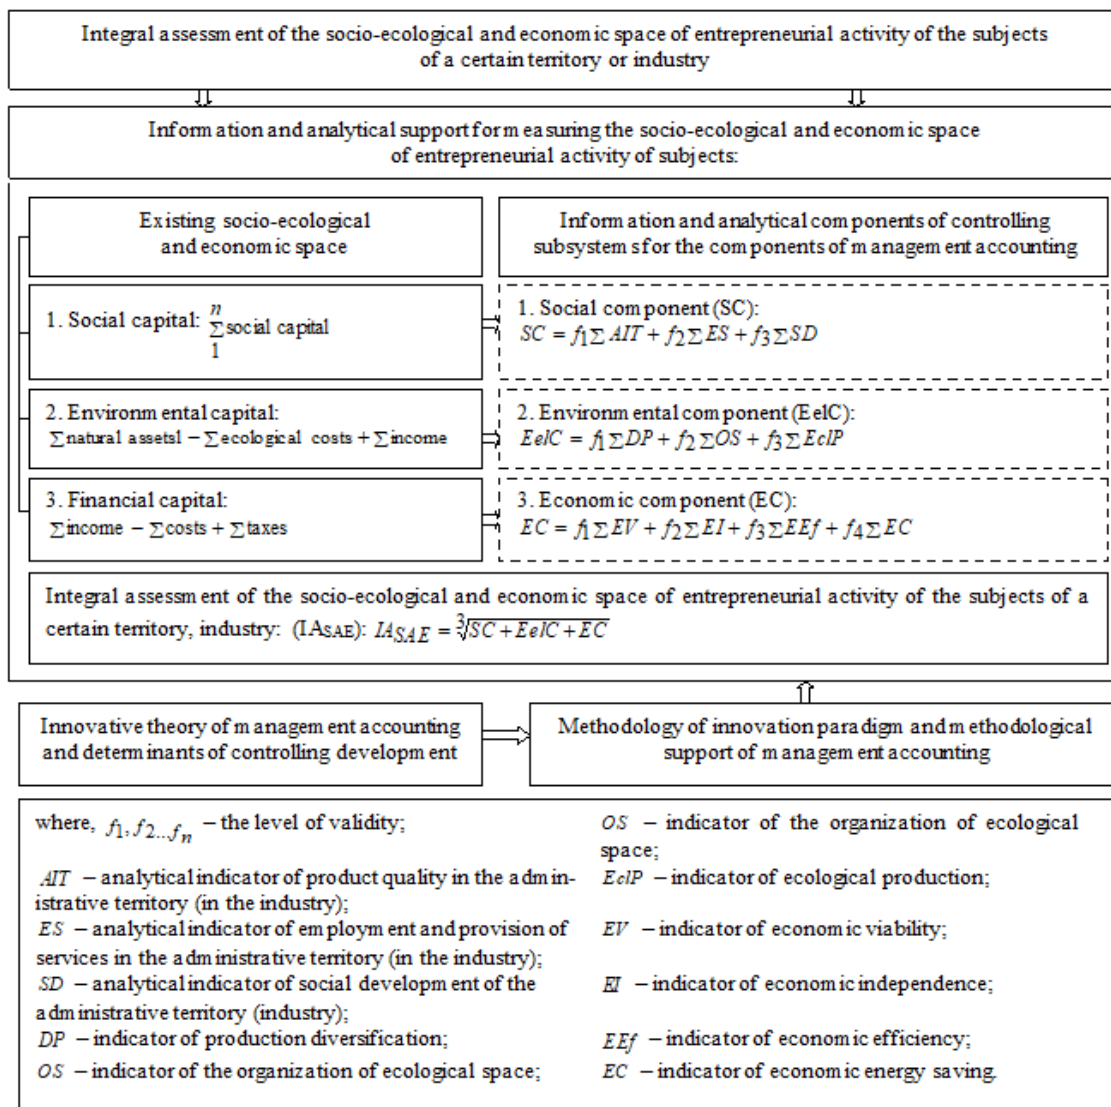 Integral assessment of the socio-ecological and economic space of entrepreneurial activity of the subjects
of a certain territory or industry
Information and analytical support for measuring the socio-ecological and economic space
of entrepreneurial activity of subjects:
Existing socio-ecological
and economic space
Information and analytical components of controlling
subsystems for the components of management accounting
1. Social capital: n
Σsocial capital
1
1. Social component (SC):
SC = f1ΣAIT + f2ΣES + f3ΣSD
2. Environmental capital:
Σnatural assetsl − Σecological costs + Σincome
2. Environmental component (EelC):
EelC = f1ΣDP + f2ΣOS + f3ΣEclP
3. Financial capital:
Σincome − Σcosts + Σtaxes
3. Economic component (EC):
EC = f1ΣEV + f2ΣEI + f3ΣEEf + f4ΣEC
Integral assessment of the socio-ecological and economic space of entrepreneurial activity of the subjects of a
certain territory, industry: (IASAE): IASAE = ∛SC + EelC + EC
Innovative theory of management accounting
and determinants of controlling development
Methodology of innovation paradigm and methodological
support of management accounting
where, f1, f2...fn – the level of validity;
AIT – analytical indicator of product quality in the admin-
istrative territory (in the industry);
ES – analytical indicator of employment and provision of
services in the administrative territory (in the industry);
SD – analytical indicator of social development of the
administrative territory (industry);
DP – indicator of production diversification;
OS – indicator of the organization of ecological space;
OS – indicator of the organization of ecological
space;
EclP – indicator of ecological production;
EV – indicator of economic viability;
EI – indicator of economic independence;
EEf – indicator of economic efficiency;
EC – indicator of economic energy saving.